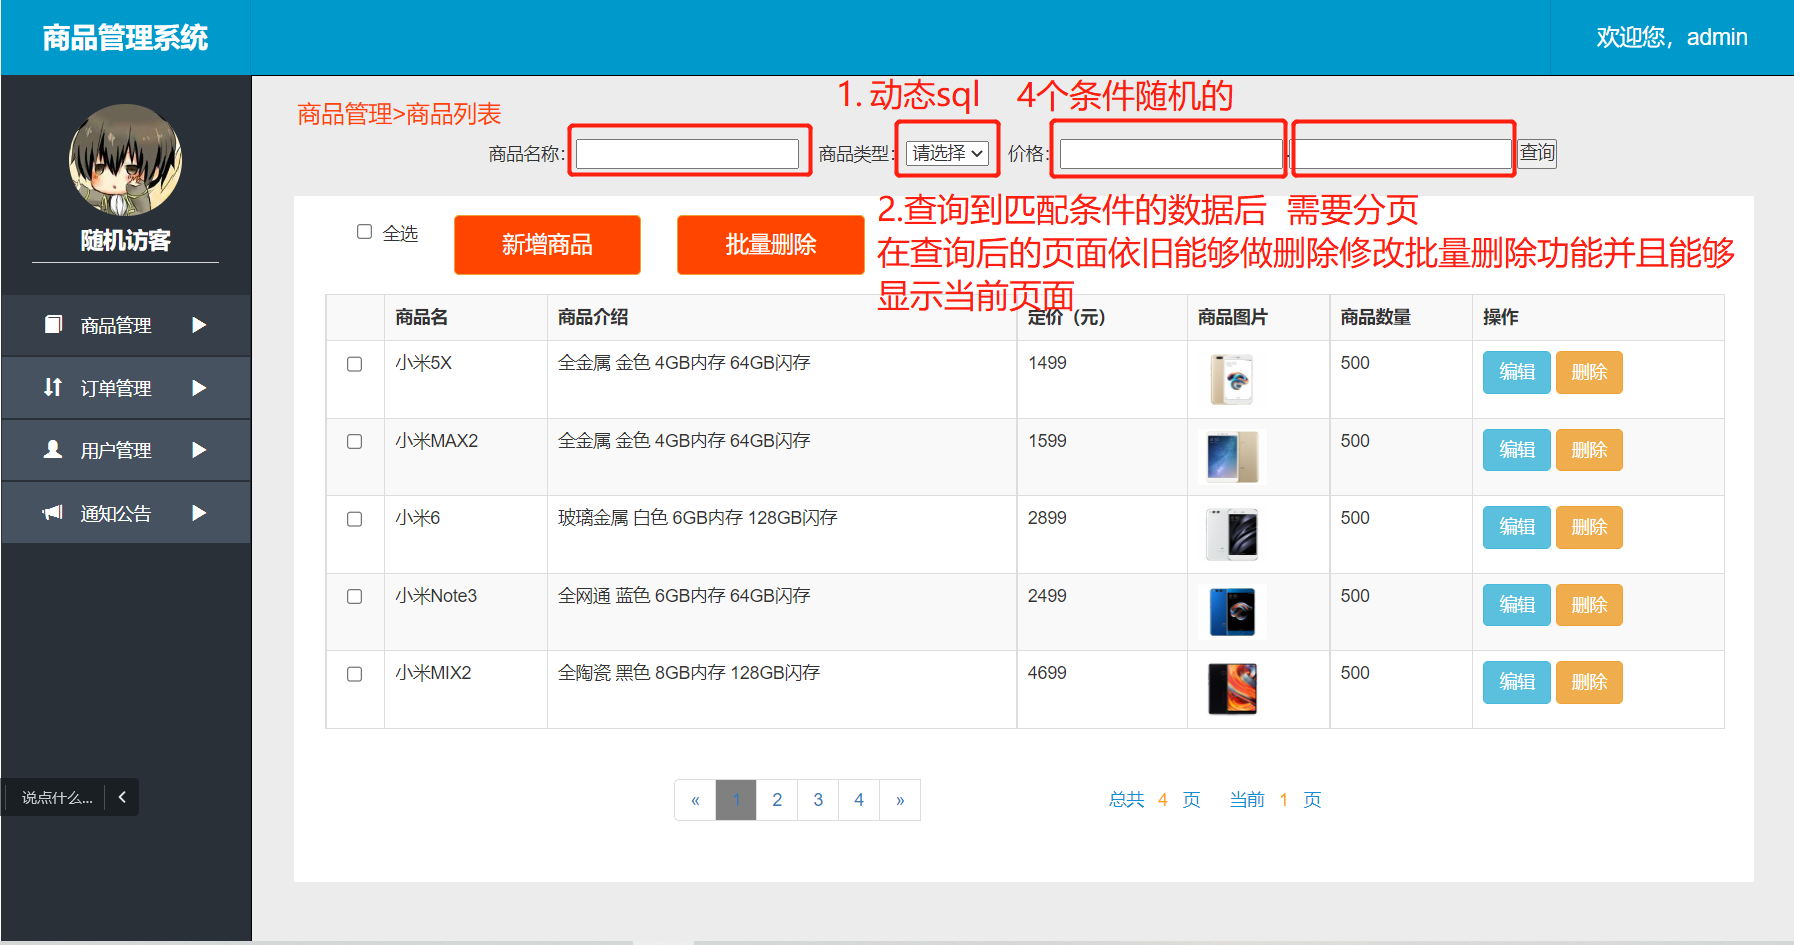 商品管理系统
欢迎您，admin
1. 动态sql 4个条件随机的
商品管理>商品列表
商品名称： 商品类型： 请选择 价格： - 查询
随机访客
2.查询到匹配条件的数据后 需要分页
在查询后的页面依旧能够做删除修改批量删除功能并且能够
显示当前页面
全选 新增商品 批量删除
商品管理
订单管理
用户管理
通知公告
商品名 商品介绍 定价（元） 商品图片 商品数量 操作
小米5X 全金属 金色 4GB内存 64GB闪存 1499 500 编辑 删除
小米MAX2 全金属 金色 4GB内存 64GB闪存 1599 500 编辑 删除
小米6 玻璃金属 白色 6GB内存 128GB闪存 2899 500 编辑 删除
小米Note3 全网通 蓝色 6GB内存 64GB闪存 2499 500 编辑 删除
小米MIX2 全陶瓷 黑色 8GB内存 128GB闪存 4699 500 编辑 删除
说点什么...
« 1 2 3 4 » 总共 4 页 当前 1 页